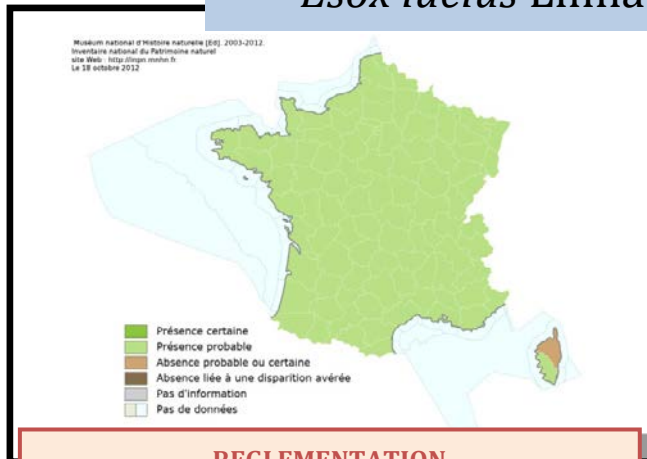 Esox lucius Linna
Muséum national d'Histoire naturelle [Ed]. 2003-2012.
Inventaire national du Patrimoine naturel
site Web : http://inpn.mnhn.fr
Le 18 octobre 2012
Présence certaine
Présence probable
Absence probable ou certaine
Absence liée à une disparition avérée
Pas d'information
Pas de données
REGLEMENTATION